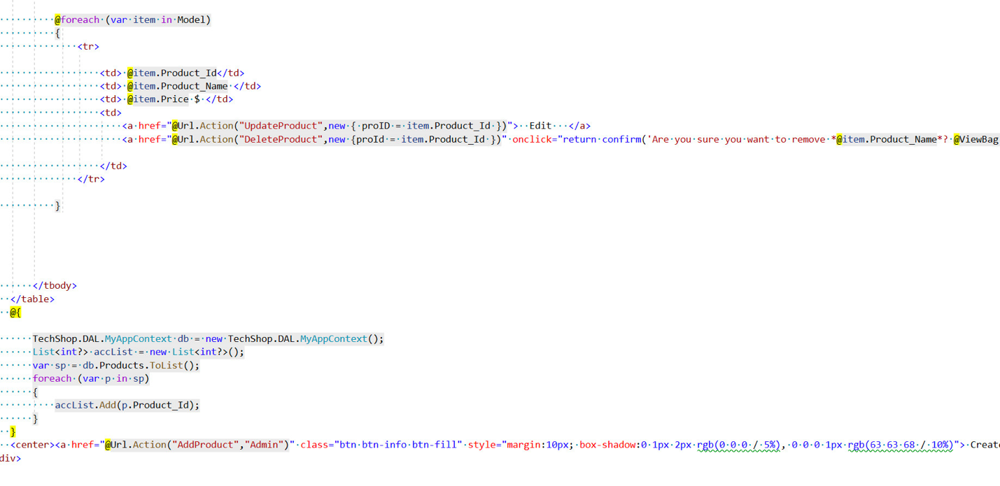 @foreach (var item in Model)
{
<tr>
<td> @item.Product_Id</td>
<td> @item.Product_Name </td>
<td> @item.Price $ </td>
<td>
<a href="@Url.Action("UpdateProduct",new { proID = item.Product_Id })">  Edit   </a>
<a href="@Url.Action("DeleteProduct",new {proId = item.Product_Id })" onclick="return confirm('Are you sure you want to remove *@item.Product_Name*? @ViewBag
</td>
</tr>
}
</tbody>
</table>
@{
TechShop.DAL.MyAppContext db = new TechShop.DAL.MyAppContext();
List<int?> accList = new List<int?>();
var sp = db.Products.ToList();
foreach (var p in sp)
{
accList.Add(p.Product_Id);
}
}
<center><a href="@Url.Action("AddProduct","Admin")" class="btn btn-info btn-fill" style="margin:10px; box-shadow:0 1px 2px rgb(0 0 0 / 5%), 0 0 0 1px rgb(63 63 68 / 10%)"> Create
div>